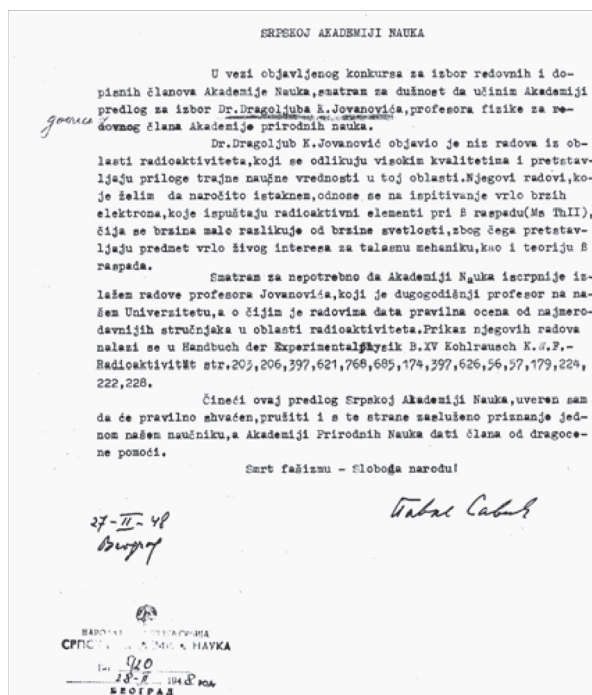 SRPSKOJ AKADEMIJI NAUKA
U vezi objavljenog konkursa za izbor redovnih i do-
pisnih članova Akademije Nauka,smatram za dužnost da učinim Akademiji
predlog za izbor Dr.Dragoljuba K.Jovanovića,profesora fizike za re-
dovnog člana Akademije prirodnih nauka.
Dr.Dragoljub K.Jovanović objavio je niz radova iz ob-
lasti radioaktiviteta,koji se odlikuju visokim kvalitetima i pretstav-
ljaju priloge trajne naučne vrednosti u toj oblasti.Njegovi radovi,ko-
je želim da naročito istaknem,odnose se na ispitivanje vrlo brzih
elektrona,koje ispuštaju radioaktivni elementi pri ß raspadu(Ms ThII),
čija se brzina malo razlikuje od brzine svetlosti,zbog čega pretstav-
ljaju predmet vrlo živog interesa za talasnu mehaniku,kao i teoriju ß
raspada.
Smatram za nepotrebno da Akademiji Nauka iscrpnije iz-
lažem radove profesora Jovanovića,koji je dugogodišnji profesor na na-
šem Univerzitetu,a o čijim je radovima data pravilna ocena od najmero-
davnijih stručnjaka u oblasti radioaktiviteta.Prikaz njegovih radova
nalazi se u Handbuch der Experimentalphysik B.XV Kohlrausch K.W.F.-
Radioaktivität str.203,206,397,621,768,685,174,397,626,56,57,179,224,
222,228.
Čineći ovaj predlog Srpskoj Akademiji Nauka,uveren sam
da će pravilno shvaćen,pružiti i s te strane zasluženo priznanje jed-
nom našem naučniku,a Akademiji Prirodnih Nauka dati člana od dragoce-
ne pomoći.
Smrt fašizmu - Sloboda narodu!
Павле Савић
27-II-48
Београд
НАУКА
1948 год
БЕОГРАД